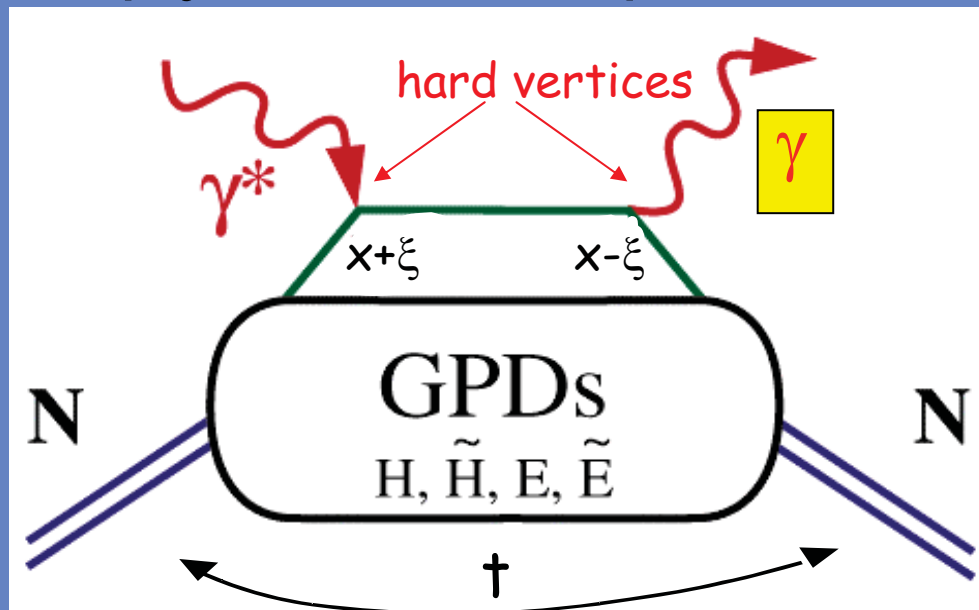 hard vertices
γ*
γ
x+ξ
x-ξ
GPDs
N
N
H, H̃, E, Ẽ
t